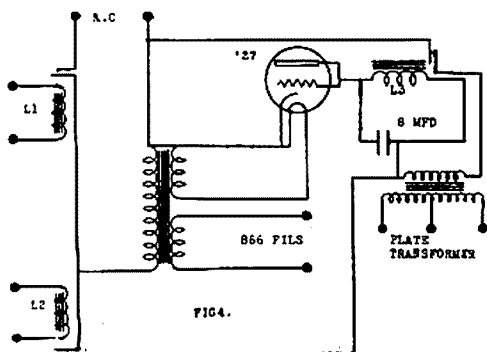 A.C
'27
L1
L3
8 MFD
866 FILS
PLATE
TRANSFORMER
L2
FIG4.